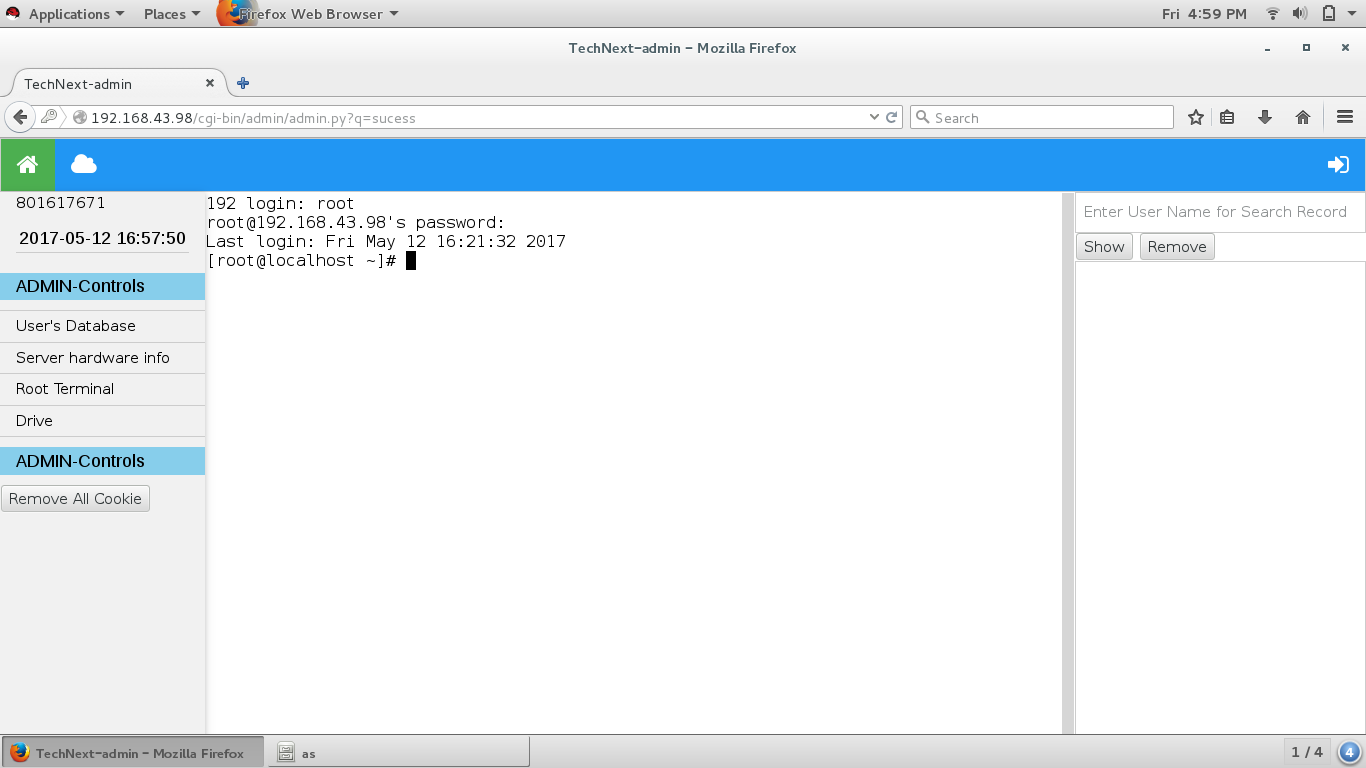 Applications Places Firefox Web Browser Fri 4:59 PM
TechNext-admin - Mozilla Firefox
TechNext-admin
192.168.43.98/cgi-bin/admin/admin.py?q=sucess Search
801617671
2017-05-12 16:57:50
ADMIN-Controls
User's Database
Server hardware info
Root Terminal
Drive
ADMIN-Controls
Remove All Cookie
192 login: root
root@192.168.43.98's password:
Last login: Fri May 12 16:21:32 2017
[root@localhost ~]#
Enter User Name for Search Record
Show Remove
TechNext-admin - Mozilla Firefox as 1 / 4 4